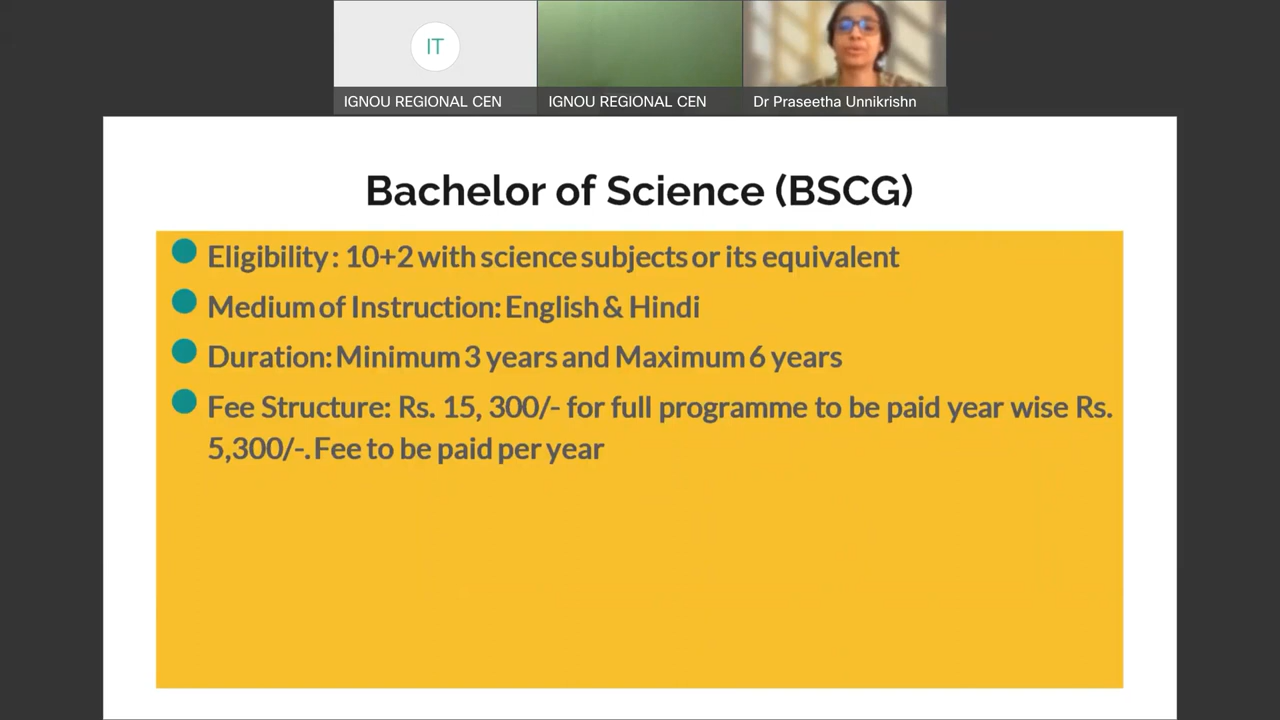 IT
IGNOU REGIONAL CEN
IGNOU REGIONAL CEN
Dr Praseetha Unnikrishn
Bachelor of Science (BSCG)
Eligibility : 10+2 with science subjects or its equivalent
Medium of Instruction: English & Hindi
Duration: Minimum 3 years and Maximum 6 years
Fee Structure: Rs. 15, 300/- for full programme to be paid year wise Rs.
5,300/-. Fee to be paid per year